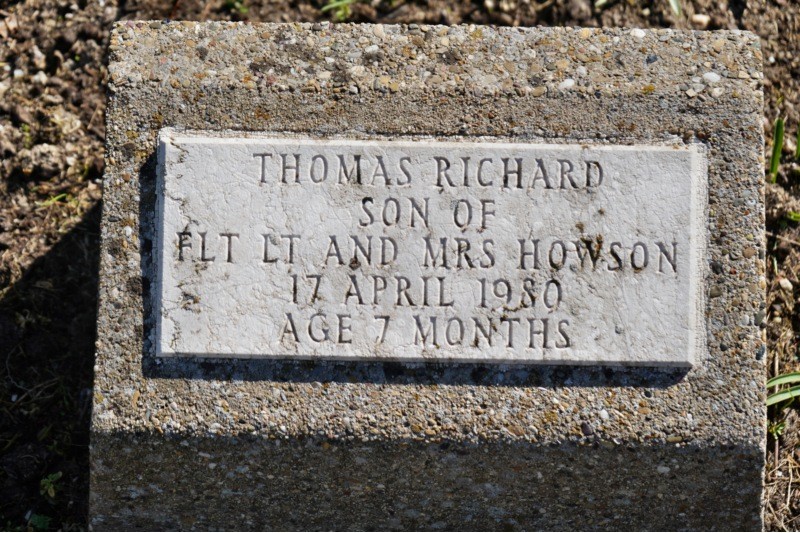 THOMAS RICHARD
SON OF
FLT LT AND MRS HOWSON
17 APRIL 1980
AGE 7 MONTHS